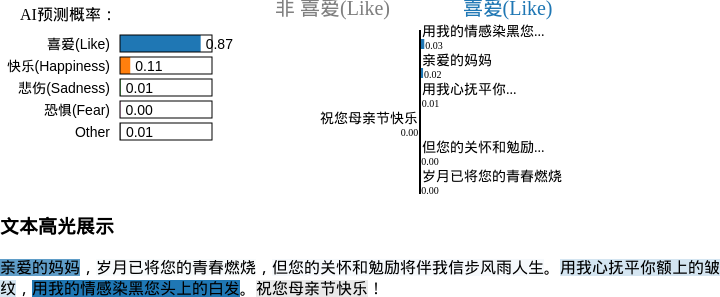 AI预测概率：
喜爱(Like) 0.87
快乐(Happiness) 0.11
悲伤(Sadness) 0.01
恐惧(Fear) 0.00
Other 0.01
非 喜爱(Like) 喜爱(Like)
用我的情感染黑您...
0.03
亲爱的妈妈
0.02
用我心抚平你...
0.01
祝您母亲节快乐
0.00
但您的关怀和勉励...
0.00
岁月已将您的青春燃烧
0.00
文本高光展示
亲爱的妈妈，岁月已将您的青春燃烧，但您的关怀和勉励将伴我信步风雨人生。用我心抚平你额上的皱
纹，用我的情感染黑您头上的白发。祝您母亲节快乐！